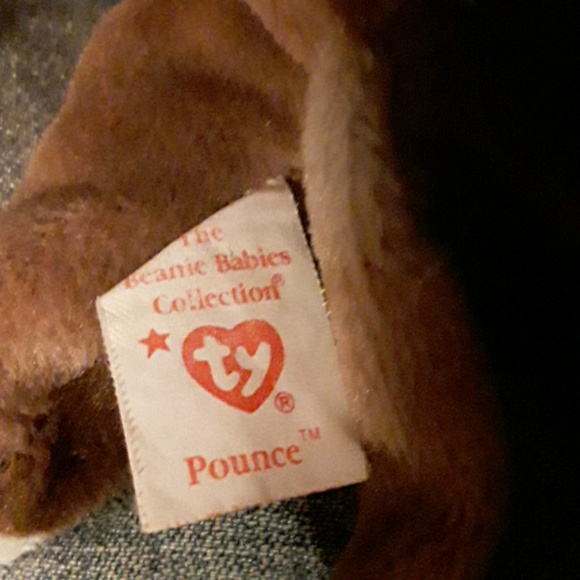 The
Beanie Babies
Collection®
ty®
Pounce™